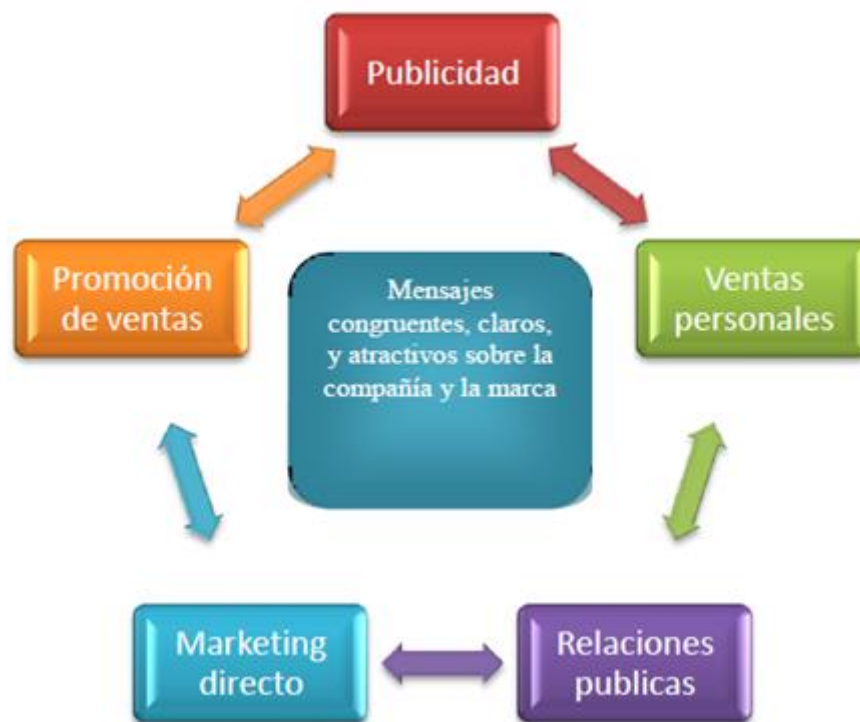 Publicidad
Promoción
de ventas
Mensajes
congruentes, claros,
y atractivos sobre la
compañía y la marca
Ventas
personales
Marketing
directo
Relaciones
publicas